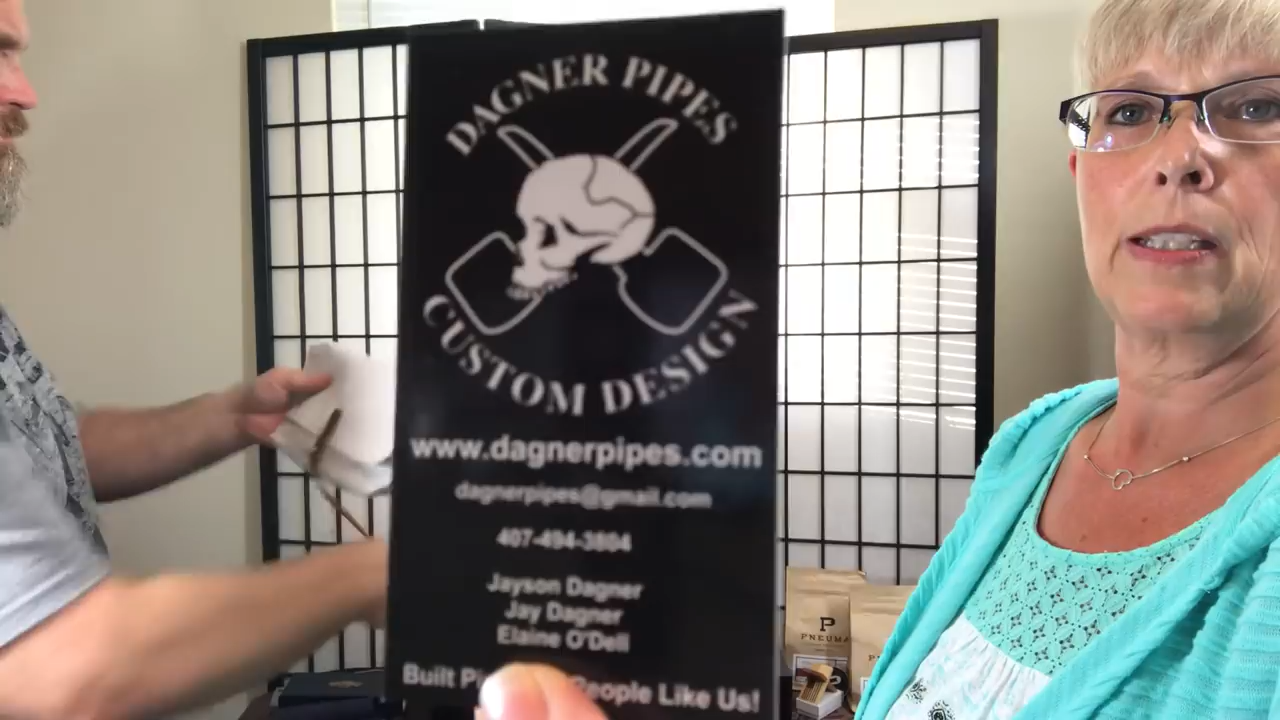 DAGNER PIPES
CUSTOM DESIGN
www.dagnerpipes.com
dagnerpipes@gmail.com
407-494-3804
Jayson Dagner
Jay Dagner
Elaine O'Dell
Built People Like Us!
P
PNEUMA